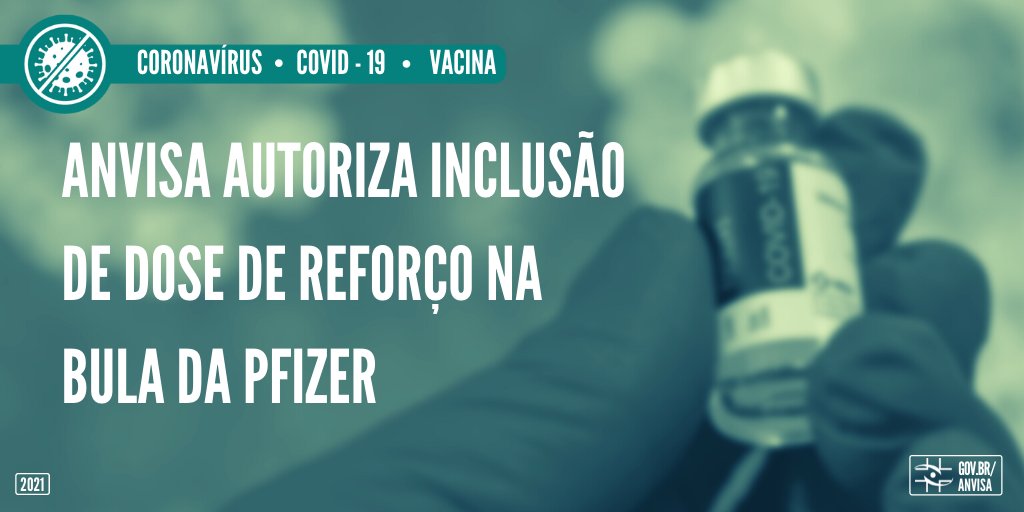 CORONAVÍRUS • COVID - 19 • VACINA
ANVISA AUTORIZA INCLUSÃO
DE DOSE DE REFORÇO NA
BULA DA PFIZER
COVID-19
2021
GOV.BR/
ANVISA